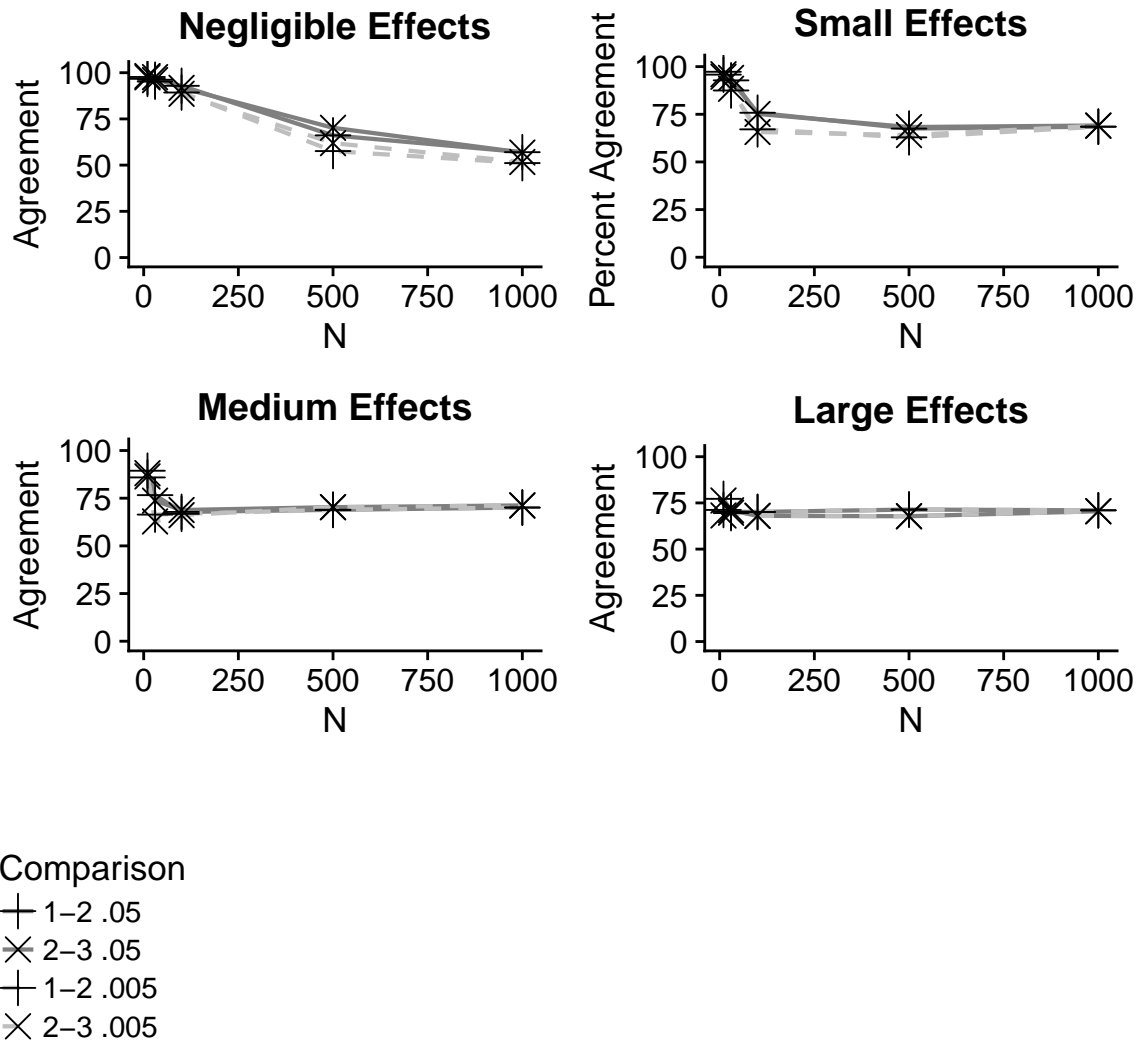 Negligible Effects
Agreement
100
75
50
25
0
0 250 500 750 1000
N
Small Effects
Percent Agreement
100
75
50
25
0
0 250 500 750 1000
N
Medium Effects
Agreement
100
75
50
25
0
0 250 500 750 1000
N
Large Effects
Agreement
100
75
50
25
0
0 250 500 750 1000
N
Comparison
1−2 .05
2−3 .05
1−2 .005
2−3 .005